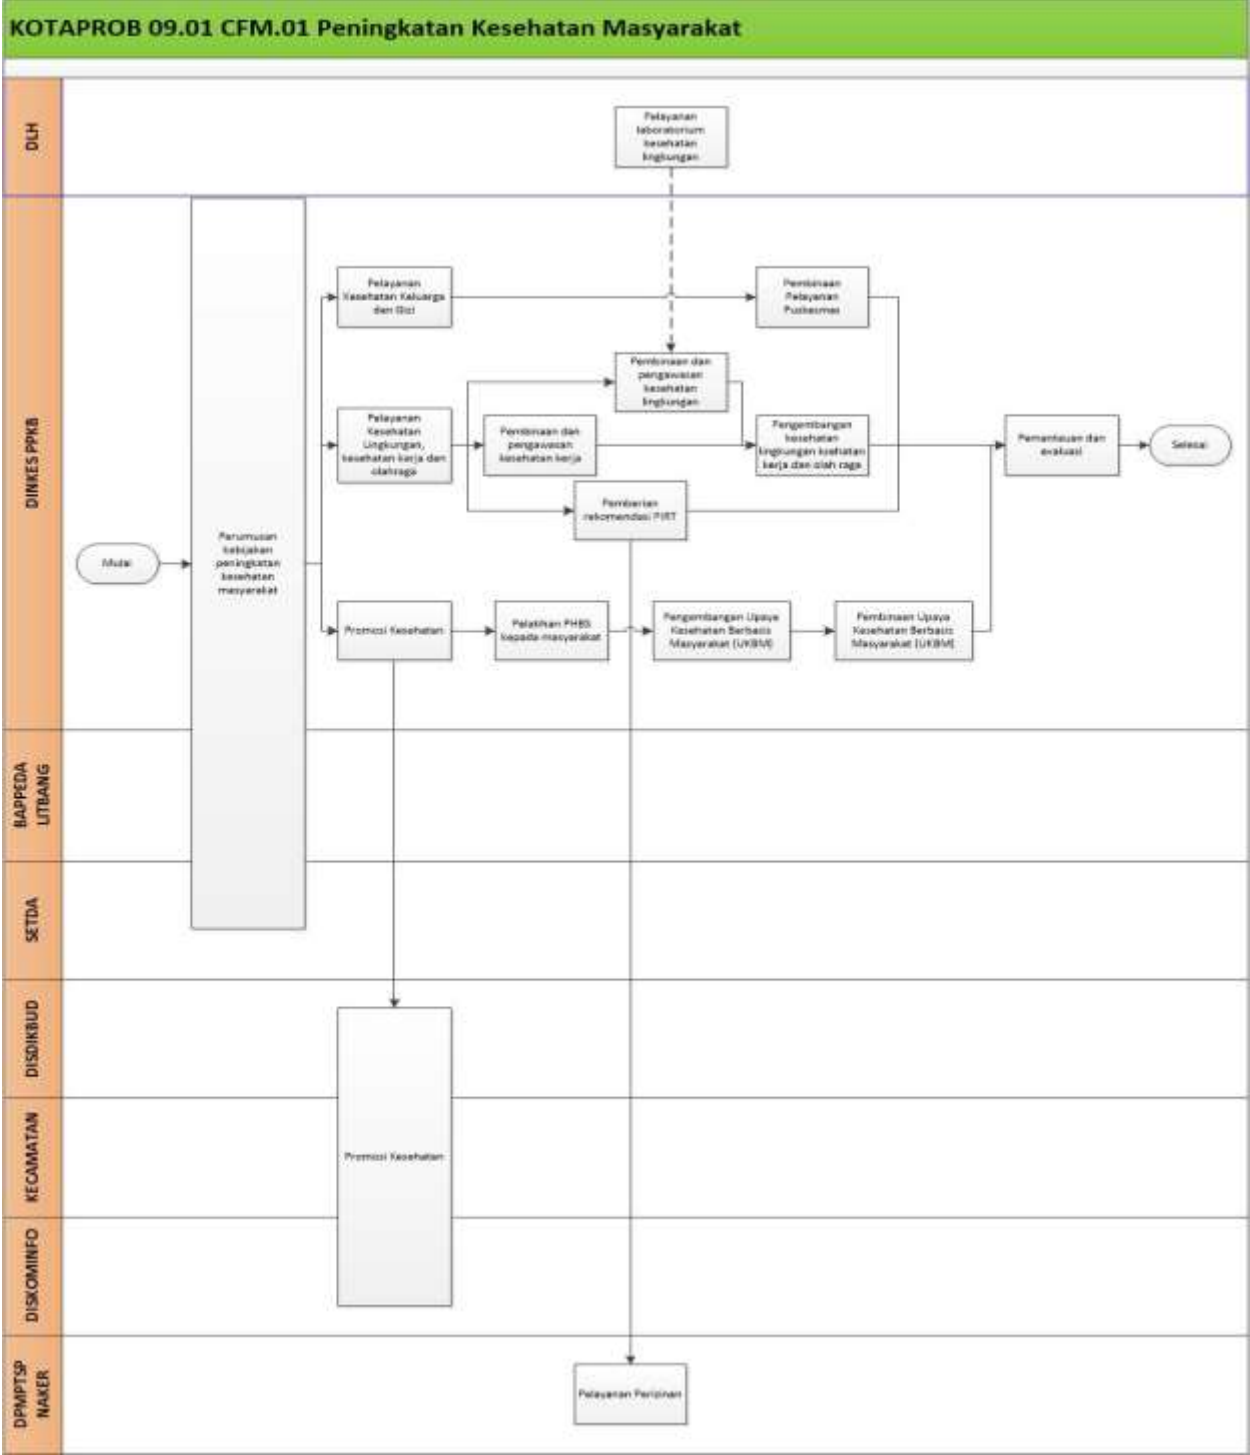 KOTAPROB 09.01 CFM.01 Peningkatan Kesehatan Masyarakat
DLH
Pelayanan
laboratorium
kesehatan
lingkungan
DINKES PPKB
Mulai
Perumusan
kebijakan
peningkatan
kesehatan
masyarakat
Pelayanan
Kesehatan Keluarga
dan Gizi
Pembinaan
Pelayanan
Puskesmas
Pembinaan dan
pengawasan
kesehatan
lingkungan
Pelayanan
Kesehatan
Lingkungan,
kesehatan kerja dan
olahraga
Pembinaan dan
pengawasan
kesehatan kerja
Pengembangan
kesehatan
lingkungan ksehatan
kerja dan olah raga
Pemantauan dan
evaluasi
Selesai
Pemberian
rekomendasi PIRT
Promosi Kesehatan
Pelatihan PHBS
kepada masyarakat
Pengembangan Upaya
Kesehatan Berbasis
Masyarakat (UKBM)
Pembinaan Upaya
Kesehatan Berbasis
Masyarakat (UKBM)
BAPPEDA
LITBANG
SETDA
DISDIKBUD
KECAMATAN
Promosi Kesehatan
DISKOMINFO
DPMPTSP
NAKER
Pelayanan Perizinan